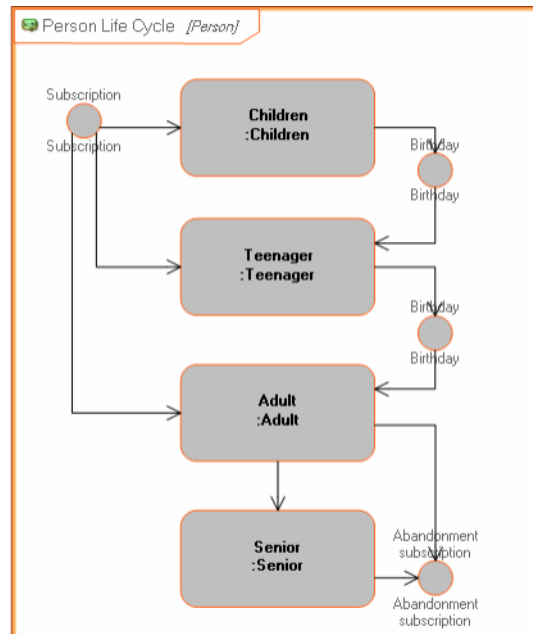 Person Life Cycle [Person]
Subscription
Subscription
Children
:Children
Birthday
Birthday
Teenager
:Teenager
Birthday
Birthday
Adult
:Adult
Senior
:Senior
Abandonment
subscription
Abandonment
subscription